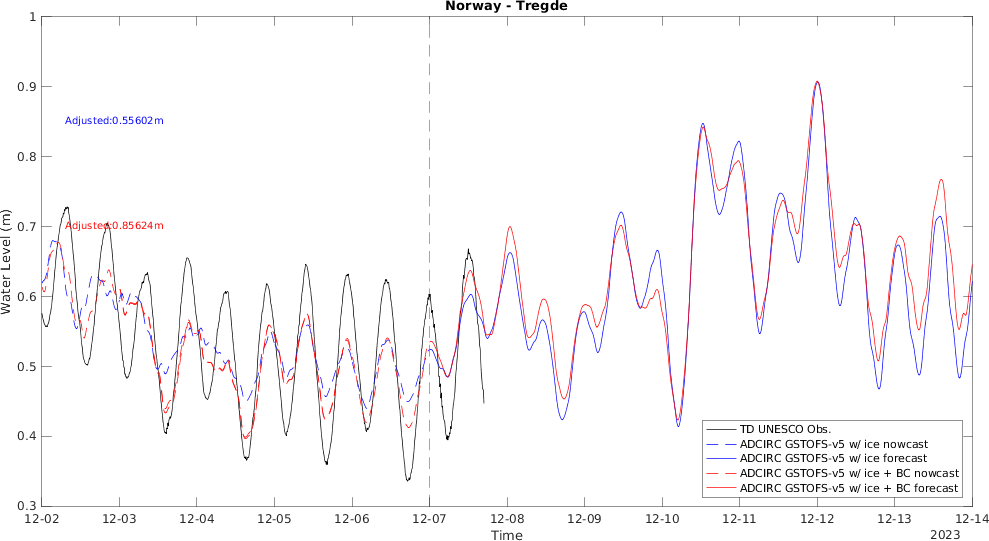 Norway - Tregde
1
0.9
0.8
0.7
0.6
0.5
0.4
0.3
Water Level (m)
Adjusted:0.55602m
Adjusted:0.85624m
TD UNESCO Obs.
ADCIRC GSTOFS-v5 w/ ice nowcast
ADCIRC GSTOFS-v5 w/ ice forecast
ADCIRC GSTOFS-v5 w/ ice + BC nowcast
ADCIRC GSTOFS-v5 w/ ice + BC forecast
12-02 12-03 12-04 12-05 12-06 12-07 12-08 12-09 12-10 12-11 12-12 12-13 12-14
Time
2023